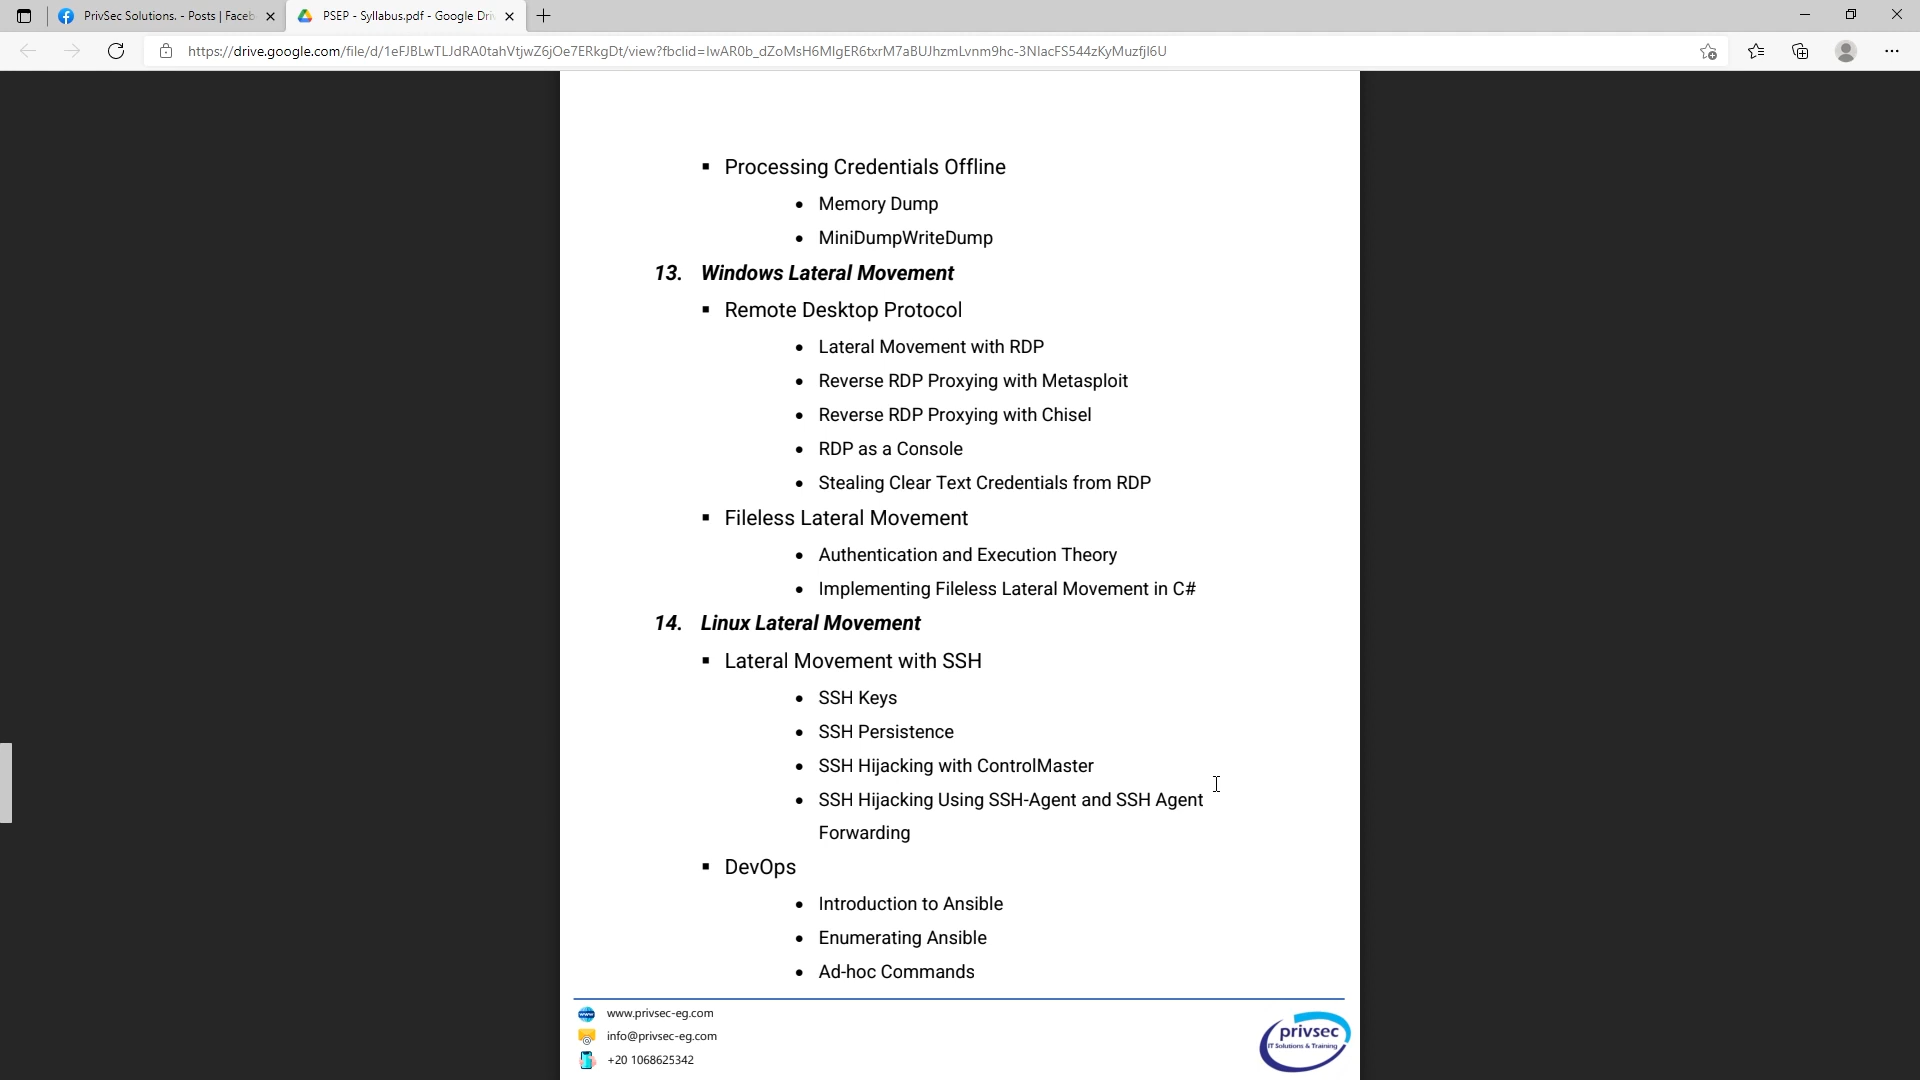 PrivSec Solutions. - Posts | Faceb
PSEP - Syllabus.pdf - Google Dri
https://drive.google.com/file/d/1eFJBLwTLJdRA0tahVtjwZ6jOe7ERkgDt/view?fbclid=IwAR0b_dZoMsH6MIgER6txrM7aBUJhzmLvnm9hc-3NIacFS544zKyMuzfjI6U
▪ Processing Credentials Offline
• Memory Dump
• MiniDumpWriteDump
13. Windows Lateral Movement
▪ Remote Desktop Protocol
• Lateral Movement with RDP
• Reverse RDP Proxying with Metasploit
• Reverse RDP Proxying with Chisel
• RDP as a Console
• Stealing Clear Text Credentials from RDP
▪ Fileless Lateral Movement
• Authentication and Execution Theory
• Implementing Fileless Lateral Movement in C#
14. Linux Lateral Movement
▪ Lateral Movement with SSH
• SSH Keys
• SSH Persistence
• SSH Hijacking with ControlMaster
• SSH Hijacking Using SSH-Agent and SSH Agent
Forwarding
▪ DevOps
• Introduction to Ansible
• Enumerating Ansible
• Ad-hoc Commands
www.privsec-eg.com
info@privsec-eg.com
+20 1068625342
privsec
IT Solutions & Training